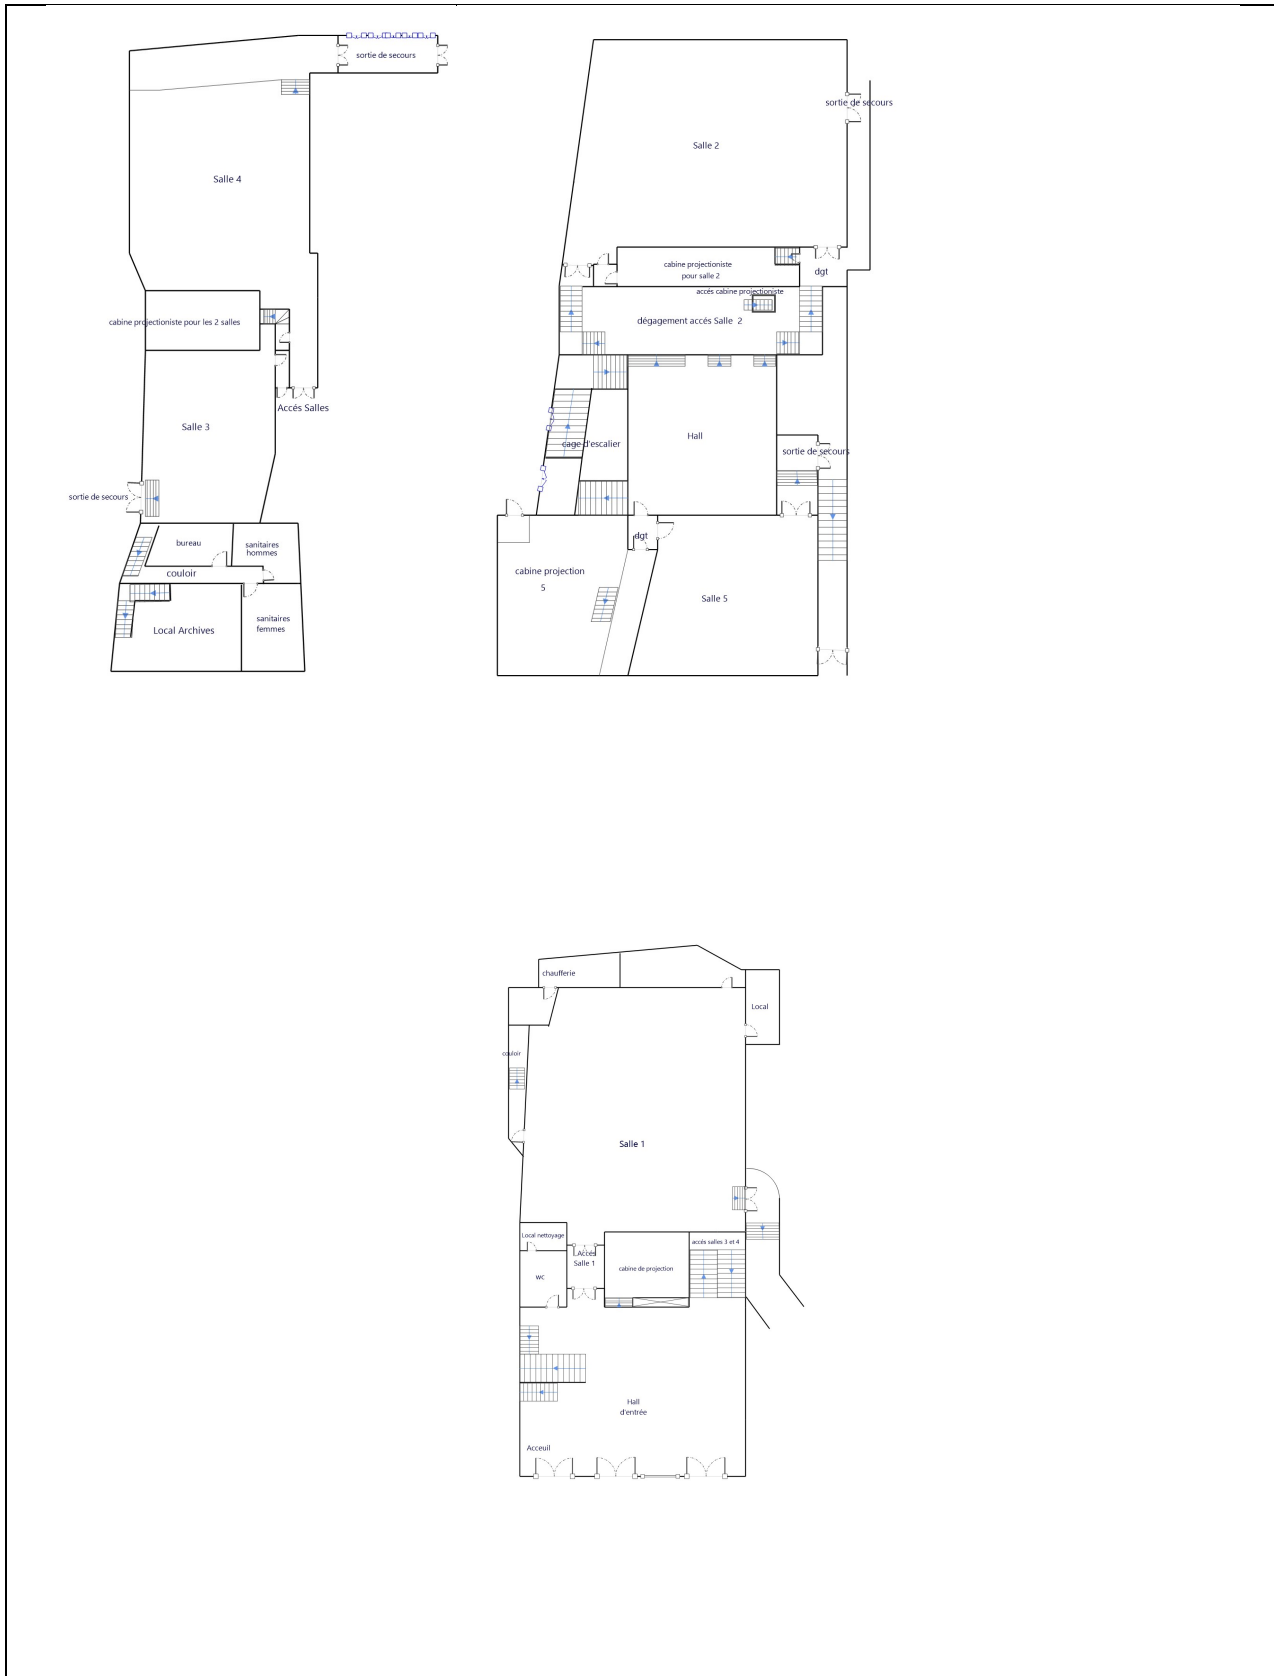 sortie de secours
Salle 4
cabine projectioniste pour les 2 salles
Accés Salles
Salle 3
sortie de secours
bureau
sanitaires
hommes
couloir
Local Archives
sanitaires
femmes
sortie de secours
Salle 2
cabine projectioniste
pour salle 2
dgt
accés cabine projectioniste
dégagement accés Salle 2
Hall
cage d'escalier
sortie de secours
dgt
cabine projection
5
Salle 5
chaufferie
Local
couloir
Salle 1
Local nettoyage
Accés
Salle 1
accés salles 3 et 4
cabine de projection
wc
Hall
d'entrée
Acceuil